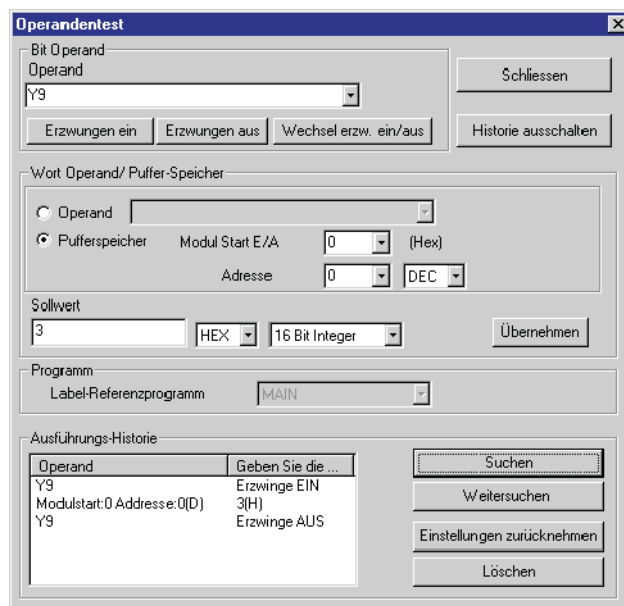 Operandentest
Bit Operand
Operand
Y9
Schliessen
Erzwungen ein Erzwungen aus Wechsel erzw. ein/aus
Historie ausschalten
Wort Operand/ Puffer-Speicher
Operand
Pufferspeicher Modul Start E/A 0 (Hex)
Adresse 0 DEC
Sollwert
3 HEX 16 Bit Integer Übernehmen
Programm
Label-Referenzprogramm MAIN
Ausführungs-Historie
Operand Geben Sie die ...
Y9 Erzwinge EIN
Modulstart:0 Addresse:0(D) 3(H)
Y9 Erzwinge AUS
Suchen
Weitersuchen
Einstellungen zurücknehmen
Löschen